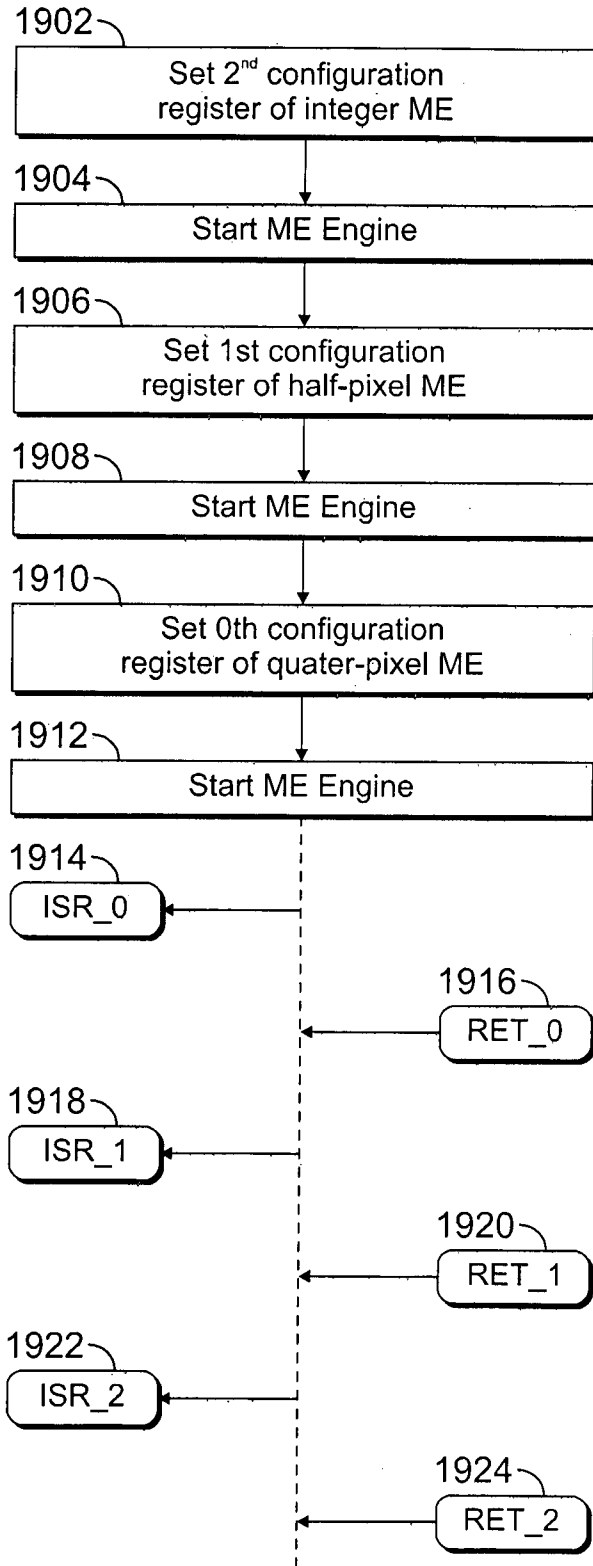 1902
Set 2nd configuration
register of integer ME
1904
Start ME Engine
1906
Set 1st configuration
register of half-pixel ME
1908
Start ME Engine
1910
Set 0th configuration
register of quater-pixel ME
1912
Start ME Engine
1914
ISR_0
1916
RET_0
1918
ISR_1
1920
RET_1
1922
ISR_2
1924
RET_2